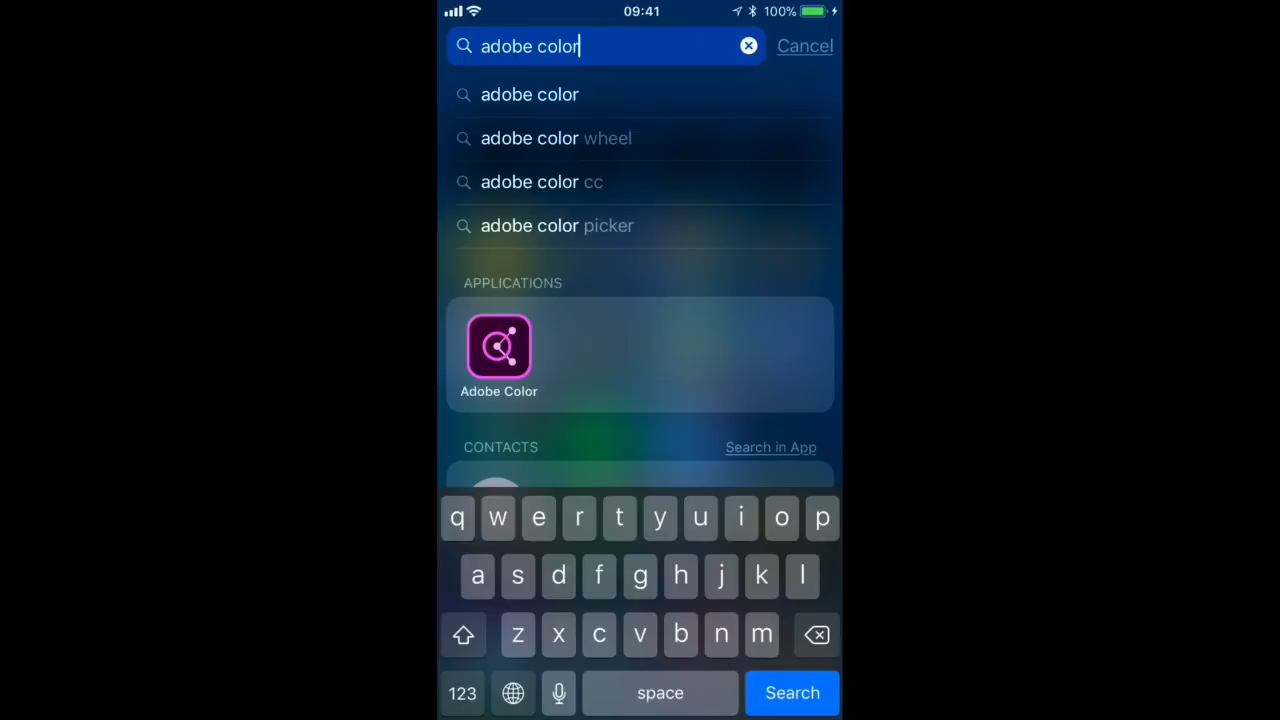 09:41
100%
adobe color
Cancel
adobe color
adobe color wheel
adobe color cc
adobe color picker
APPLICATIONS
Adobe Color
CONTACTS
Search in App
q w e r t y u i o p
a s d f g h j k l
z x c v b n m
123
space
Search